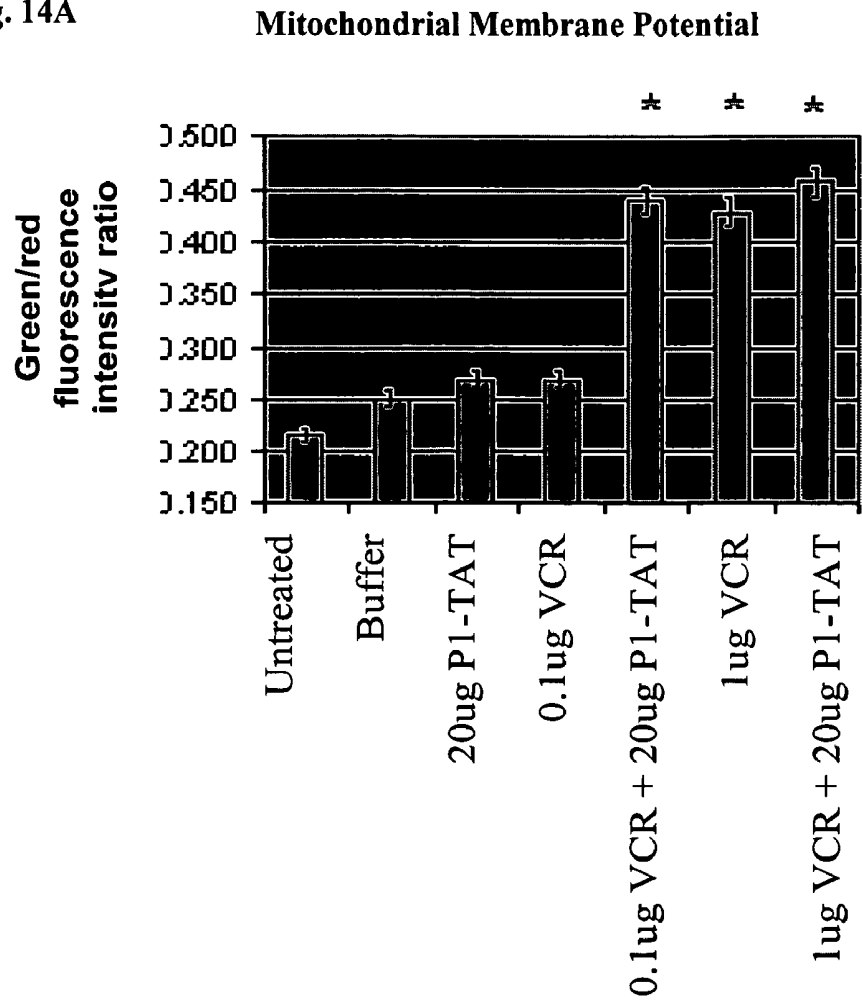 g. 14A
Mitochondrial Membrane Potential
* * *
Green/red
fluorescence
intensity ratio
0.500
0.450
0.400
0.350
0.300
0.250
0.200
0.150
Untreated
Buffer
20ug P1-TAT
0.1ug VCR
0.1ug VCR + 20ug P1-TAT
1ug VCR
1ug VCR + 20ug P1-TAT